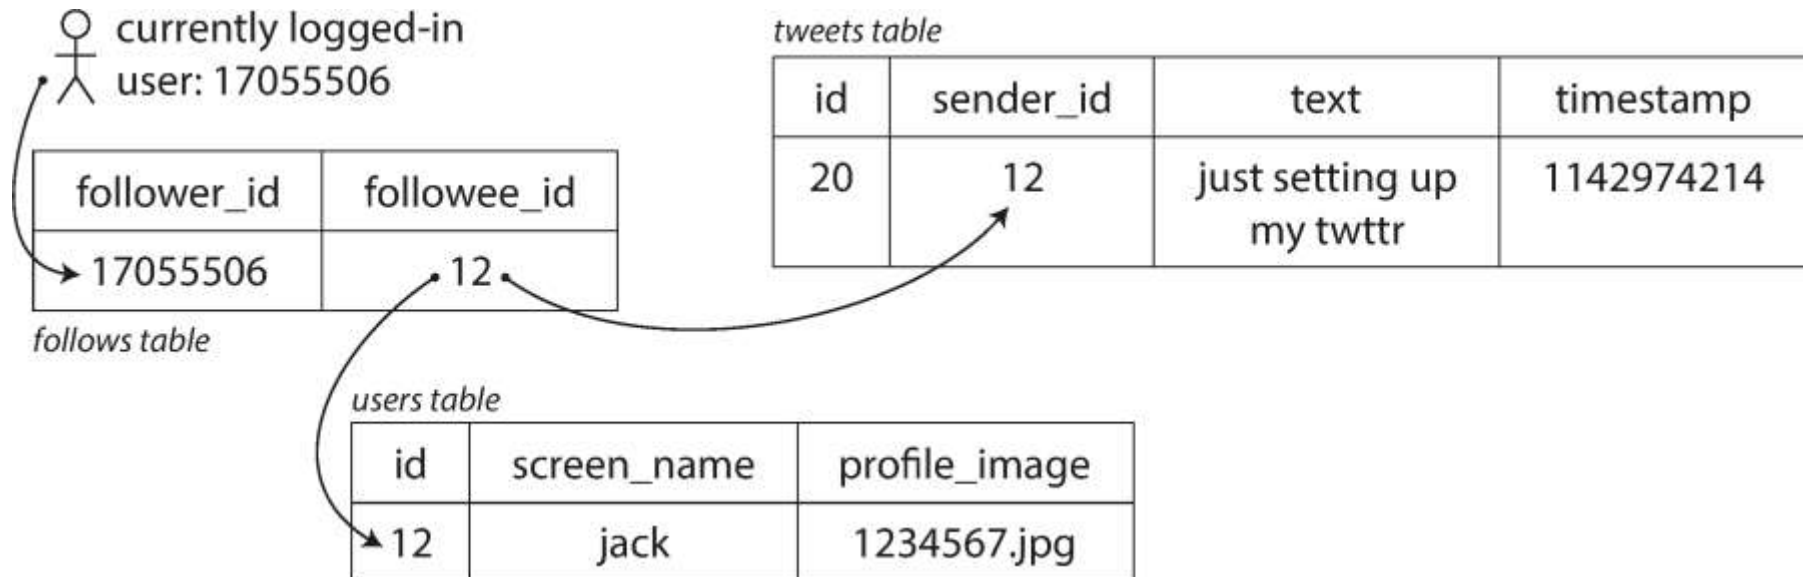 currently logged-in
user: 17055506
follower_id followee_id
17055506 12
follows table
tweets table
id sender_id text timestamp
20 12 just setting up 1142974214
my twttr
users table
id screen_name profile_image
12 jack 1234567.jpg